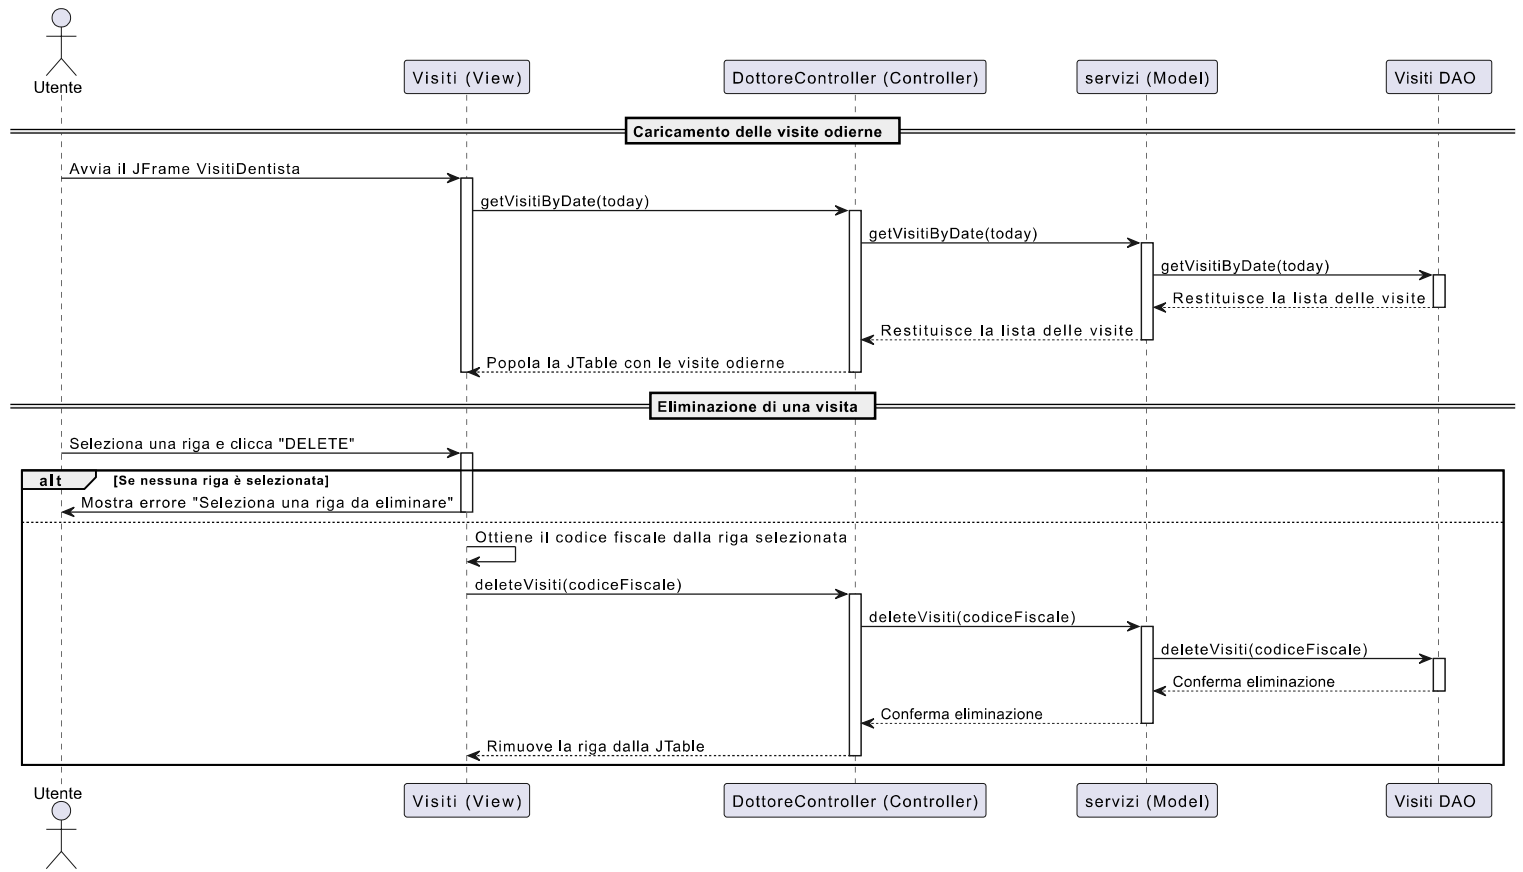 Utente
Visiti (View)
DottoreController (Controller)
servizi (Model)
Visiti DAO
Caricamento delle visite odierne
Avvia il JFrame VisitiDentista
getVisitiByDate(today)
getVisitiByDate(today)
getVisitiByDate(today)
Restituisce la lista delle visite
Restituisce la lista delle visite
Popola la JTable con le visite odierne
Eliminazione di una visita
Seleziona una riga e clicca "DELETE"
alt [Se nessuna riga è selezionata]
Mostra errore "Seleziona una riga da eliminare"
Ottiene il codice fiscale dalla riga selezionata
deleteVisiti(codiceFiscale)
deleteVisiti(codiceFiscale)
deleteVisiti(codiceFiscale)
Conferma eliminazione
Conferma eliminazione
Rimuove la riga dalla JTable
Utente
Visiti (View)
DottoreController (Controller)
servizi (Model)
Visiti DAO